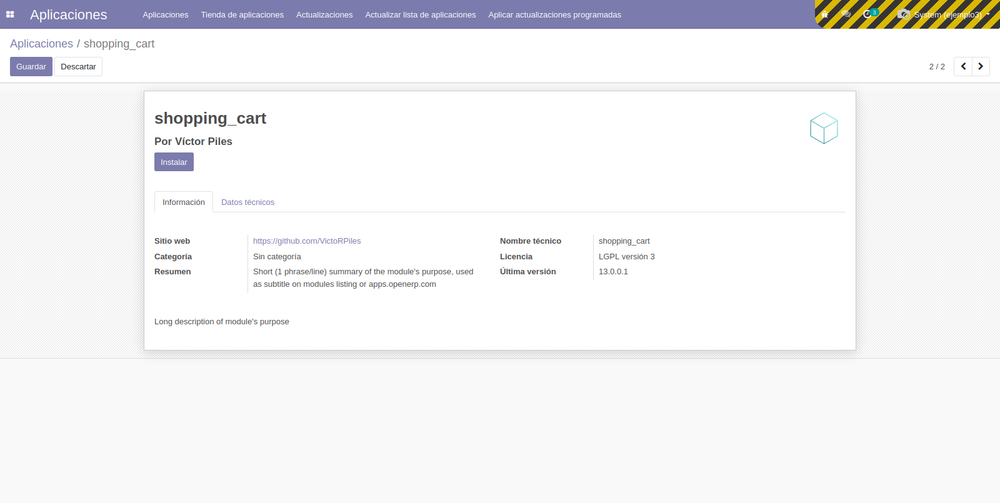 Aplicaciones Aplicaciones Tienda de aplicaciones Actualizaciones Actualizar lista de aplicaciones Aplicar actualizaciones programadas 3 System (ejemplo3)
Aplicaciones / shopping_cart
Guardar Descartar 2 / 2
shopping_cart
Por Víctor Piles
Instalar
Información Datos técnicos
Sitio web https://github.com/VictoRPiles Nombre técnico shopping_cart
Categoría Sin categoría Licencia LGPL versión 3
Resumen Short (1 phrase/line) summary of the module's purpose, used Última versión 13.0.0.1
as subtitle on modules listing or apps.openerp.com
Long description of module's purpose